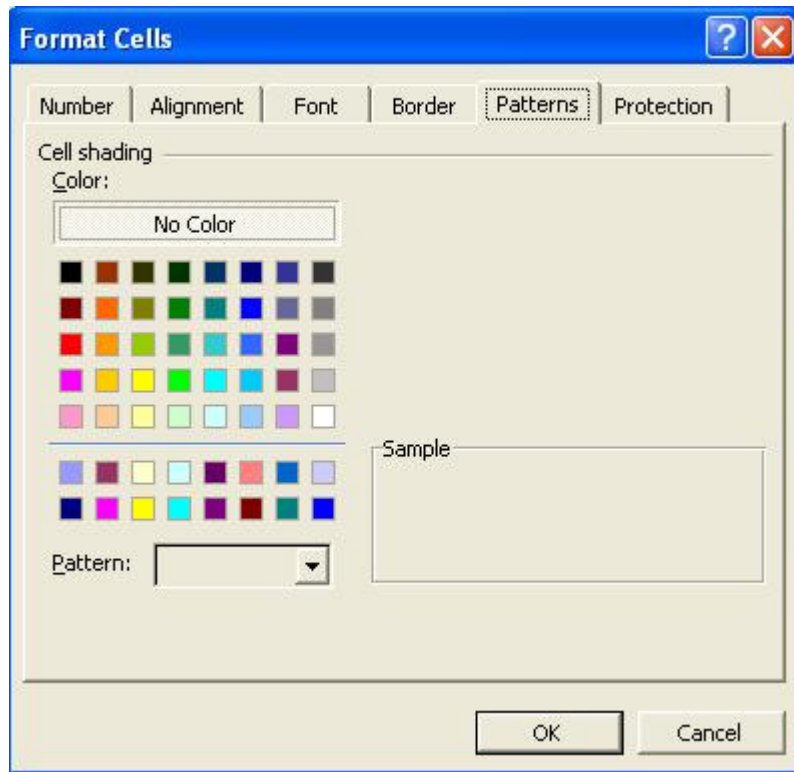 Format Cells
Number Alignment Font Border Patterns Protection
Cell shading
Color:
No Color
Sample
Pattern:
OK Cancel